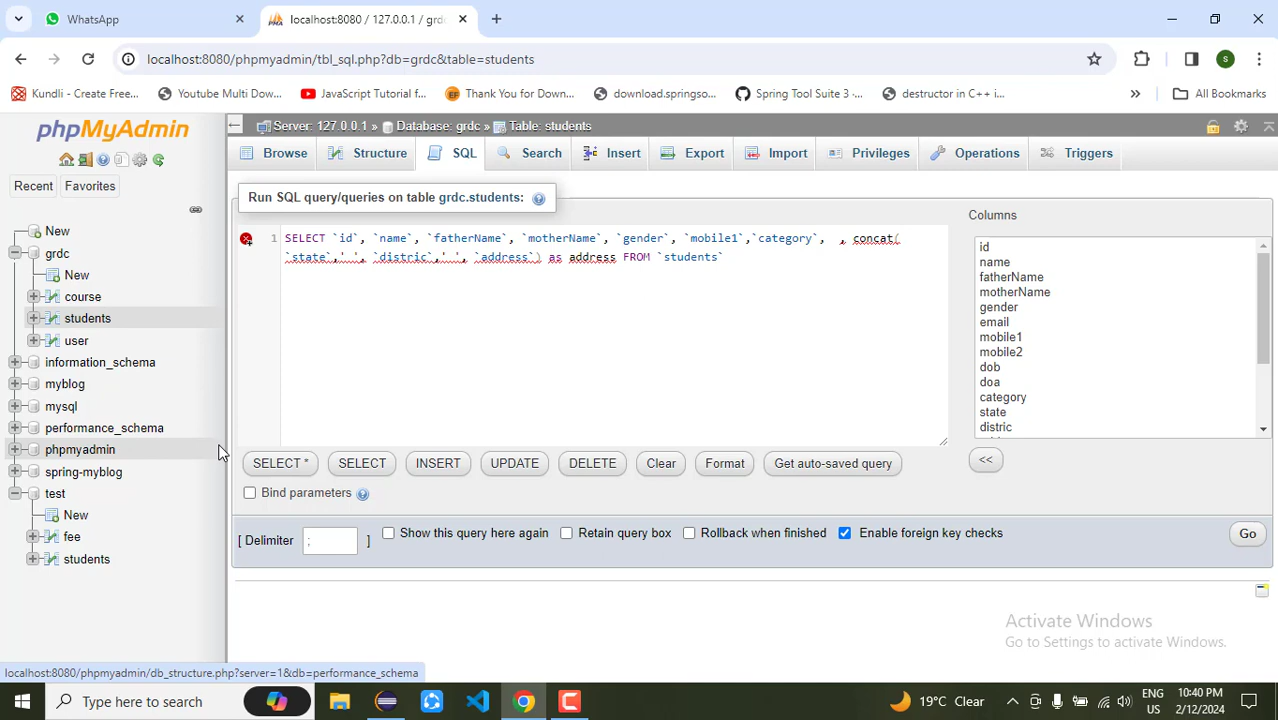 WhatsApp
localhost:8080 / 127.0.0.1 / grdc
localhost:8080/phpmyadmin/tbl_sql.php?db=grdc&table=students
S
Kundli - Create Free...
Youtube Multi Dow...
JavaScript Tutorial f...
Thank You for Down...
download.springso...
Spring Tool Suite 3 -...
destructor in C++ i...
All Bookmarks
phpMyAdmin
Server: 127.0.0.1 » Database: grdc » Table: students
Browse
Structure
SQL
Search
Insert
Export
Import
Privileges
Operations
Triggers
Recent
Favorites
Run SQL query/queries on table grdc.students:
New
grdc
New
course
students
user
information_schema
myblog
mysql
performance_schema
phpmyadmin
spring-myblog
test
New
fee
students
1
SELECT `id`, `name`, `fatherName`, `motherName`, `gender`, `mobile1`,`category`,  , concat(
`state`,' ', `distric`,' ', `address`) as address FROM `students`
Columns
id
name
fatherName
motherName
gender
email
mobile1
mobile2
dob
doa
category
state
distric
<<
SELECT *
SELECT
INSERT
UPDATE
DELETE
Clear
Format
Get auto-saved query
Bind parameters
[ Delimiter ; ]
Show this query here again
Retain query box
Rollback when finished
Enable foreign key checks
Go
Activate Windows
Go to Settings to activate Windows.
localhost:8080/phpmyadmin/db_structure.php?server=1&db=performance_schema
Type here to search
19°C Clear
ENG
US
10:40 PM
2/12/2024